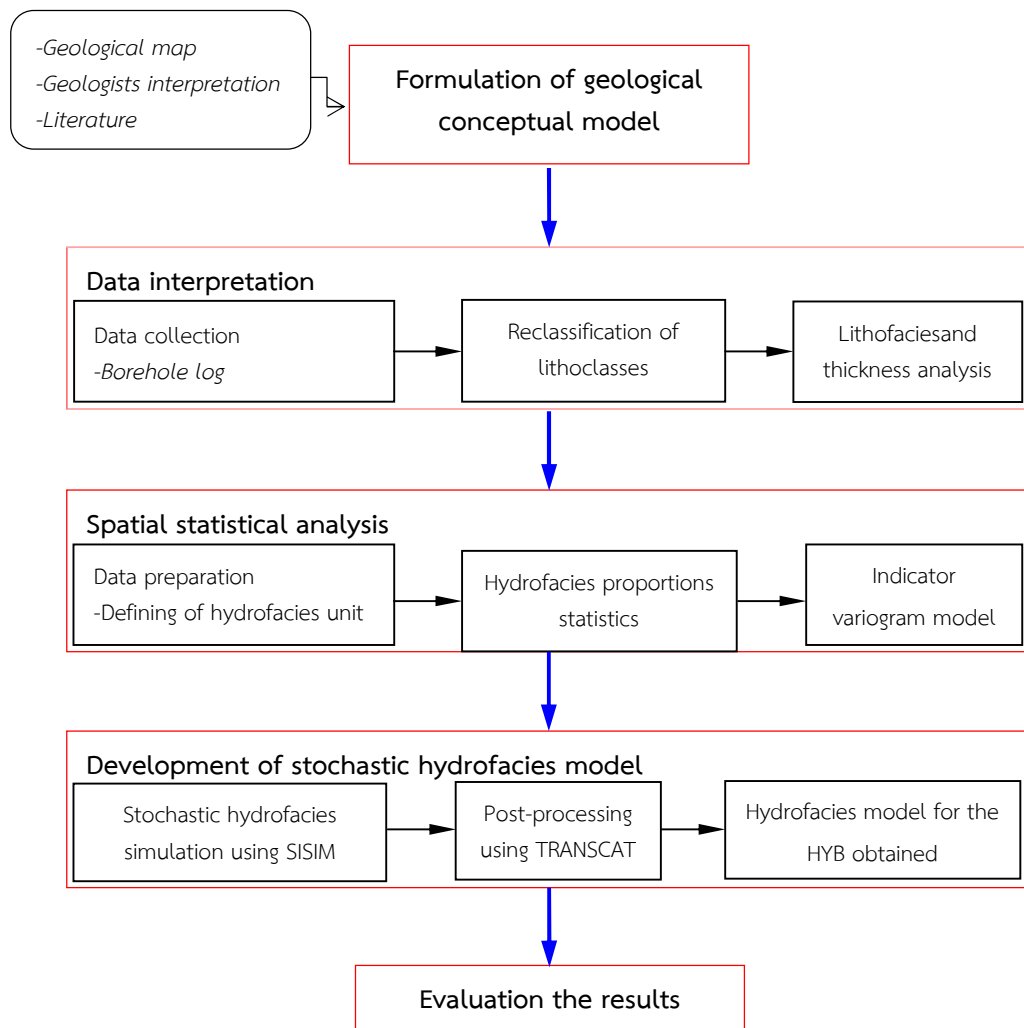 -Geological map
-Geologists interpretation
-Literature
Formulation of geological
conceptual model
Data interpretation
Data collection
-Borehole log
Reclassification of
lithoclasses
Lithofaciesand
thickness analysis
Spatial statistical analysis
Data preparation
-Defining of hydrofacies unit
Hydrofacies proportions
statistics
Indicator
variogram model
Development of stochastic hydrofacies model
Stochastic hydrofacies
simulation using SISIM
Post-processing
using TRANSCAT
Hydrofacies model for the
HYB obtained
Evaluation the results